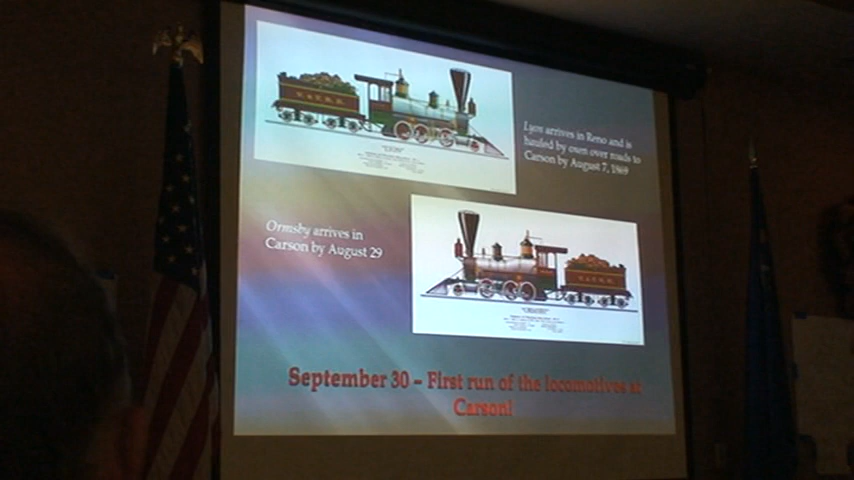 V. & T. R. R.
Lyon arrives in Reno and is
hauled by oxen over roads to
Carson by August 7, 1969
Ormsby arrives in
Carson by August 29
V. & T. R. R.
September 30 – First run of the locomotives at
Carson!